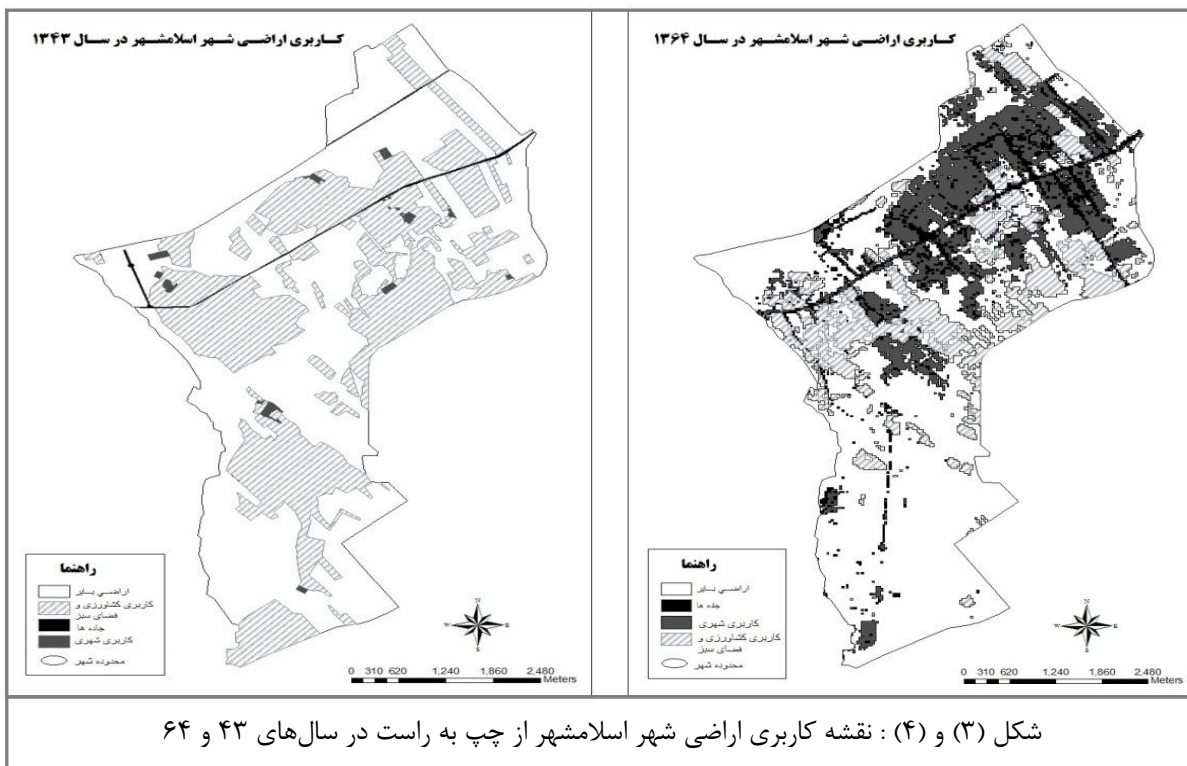 کاربری اراضی شهر اسلامشهر در سال ۱۳۴۳
راهنما
اراضی بایر
کاربری کشاورزی و
فضای سبز
جاده ها
کاربری شهری
محدوده شهر
N
W E
S
0 310 620 1,240 1,860 2,480
Meters
کاربری اراضی شهر اسلامشهر در سال ۱۳۶۴
راهنما
اراضی بایر
جاده ها
کاربری شهری
کاربری کشاورزی و
فضای سبز
محدوده شهر
N
W E
S
0 310 620 1,240 1,860 2,480
Meters
شکل (۳) و (۴) : نقشه کاربری اراضی شهر اسلامشهر از چپ به راست در سال‌های ۴۳ و ۶۴